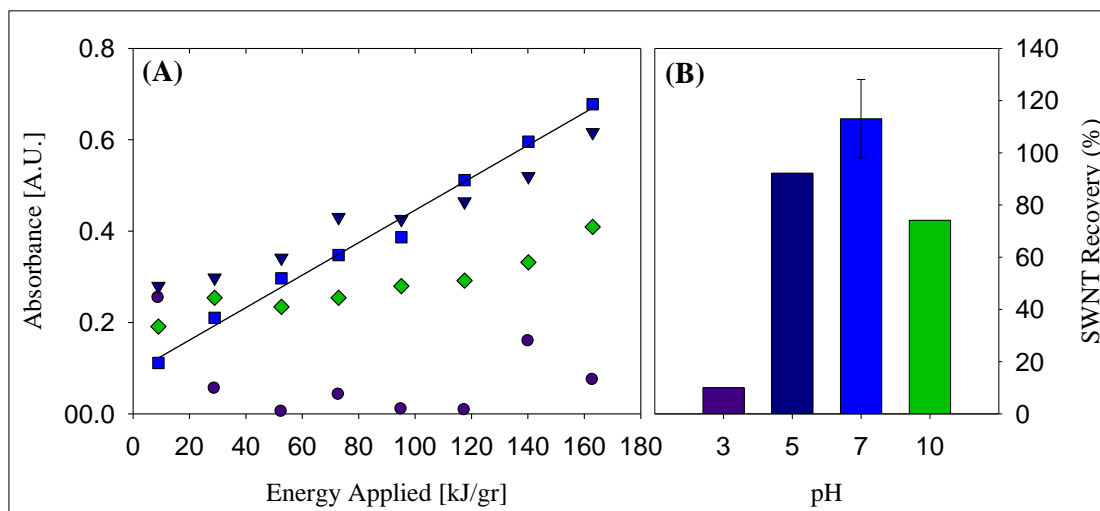 (A)
(B)
Absorbance [A.U.]
0.8
0.6
0.4
0.2
00.0
0 20 40 60 80 100 120 140 160 180
Energy Applied [kJ/gr]
3 5 7 10
pH
140
120
100
80
60
40
20
0
SWNT Recovery (%)